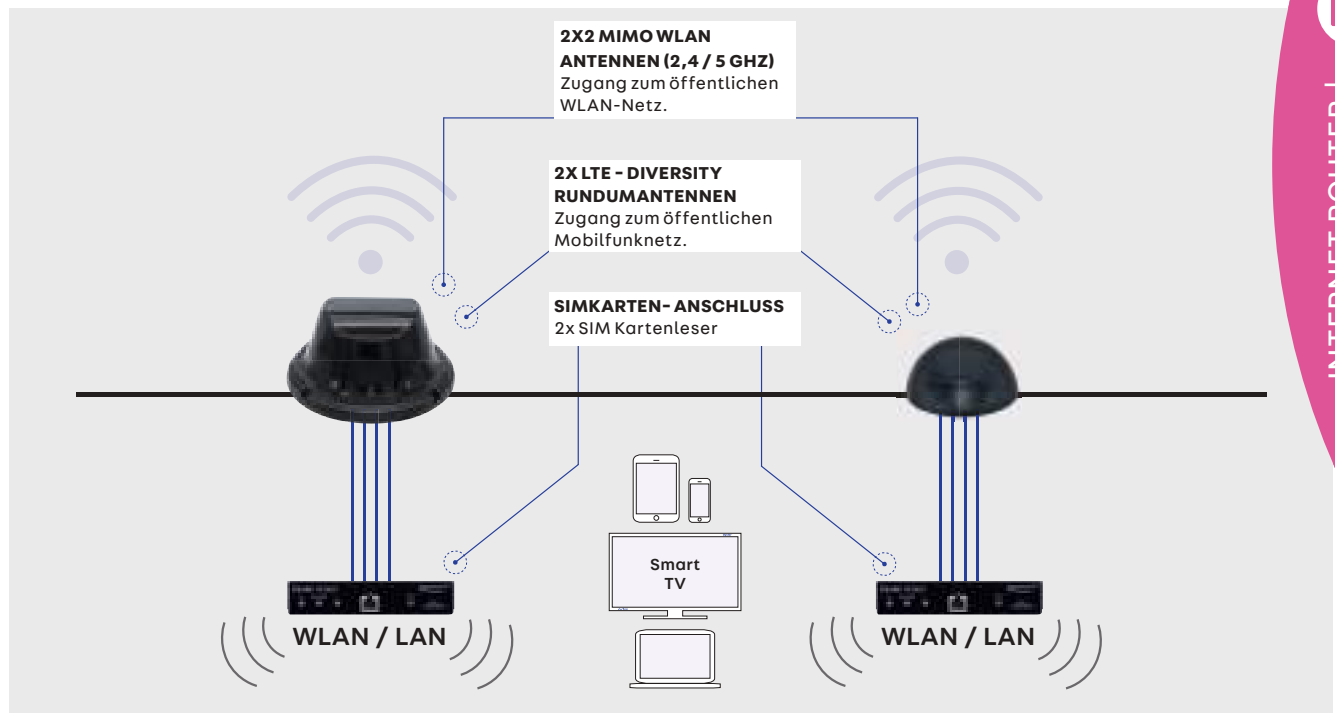 2X2 MIMO WLAN
ANTENNEN (2,4 / 5 GHZ)
Zugang zum öffentlichen
WLAN-Netz.
2X LTE - DIVERSITY
RUNDUMANTENNEN
Zugang zum öffentlichen
Mobilfunknetz.
SIMKARTEN- ANSCHLUSS
2x SIM Kartenleser
Smart
TV
WLAN / LAN
WLAN / LAN
INTERNET ROUTER |